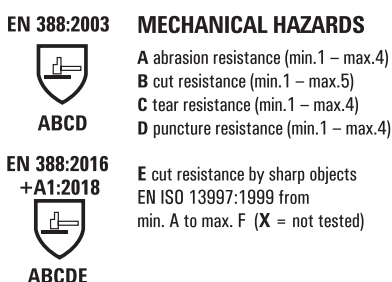 EN 388:2003
MECHANICAL HAZARDS
A abrasion resistance (min.1 – max.4)
B cut resistance (min.1 – max.5)
C tear resistance (min.1 – max.4)
D puncture resistance (min.1 – max.4)
ABCD
EN 388:2016
+A1:2018
E cut resistance by sharp objects
EN ISO 13997:1999 from
min. A to max. F (X = not tested)
ABCDE